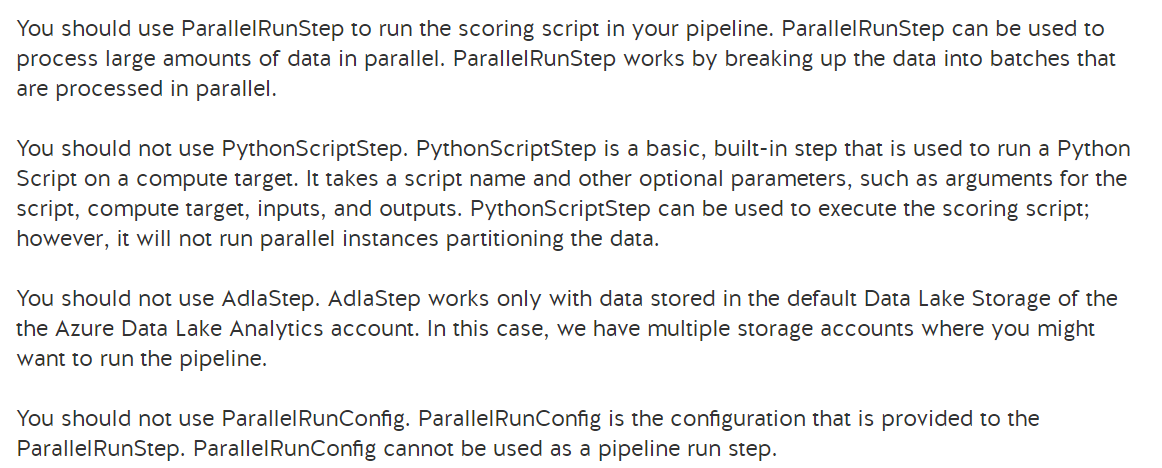 You should use ParallelRunStep to run the scoring script in your pipeline. ParallelRunStep can be used to
process large amounts of data in parallel. ParallelRunStep works by breaking up the data into batches that
are processed in parallel.
You should not use PythonScriptStep. PythonScriptStep is a basic, built-in step that is used to run a Python
Script on a compute target. It takes a script name and other optional parameters, such as arguments for the
script, compute target, inputs, and outputs. PythonScriptStep can be used to execute the scoring script;
however, it will not run parallel instances partitioning the data.
You should not use AdlaStep. AdlaStep works only with data stored in the default Data Lake Storage of the
the Azure Data Lake Analytics account. In this case, we have multiple storage accounts where you might
want to run the pipeline.
You should not use ParallelRunConfig. ParallelRunConfig is the configuration that is provided to the
ParallelRunStep. ParallelRunConfig cannot be used as a pipeline run step.